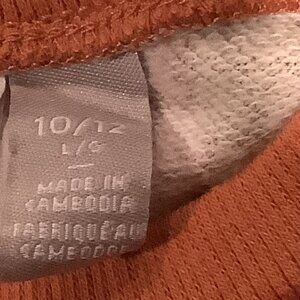 10/12
L/G
MADE IN
CAMBODIA
FABRIQUÉ AU
CAMBODGE